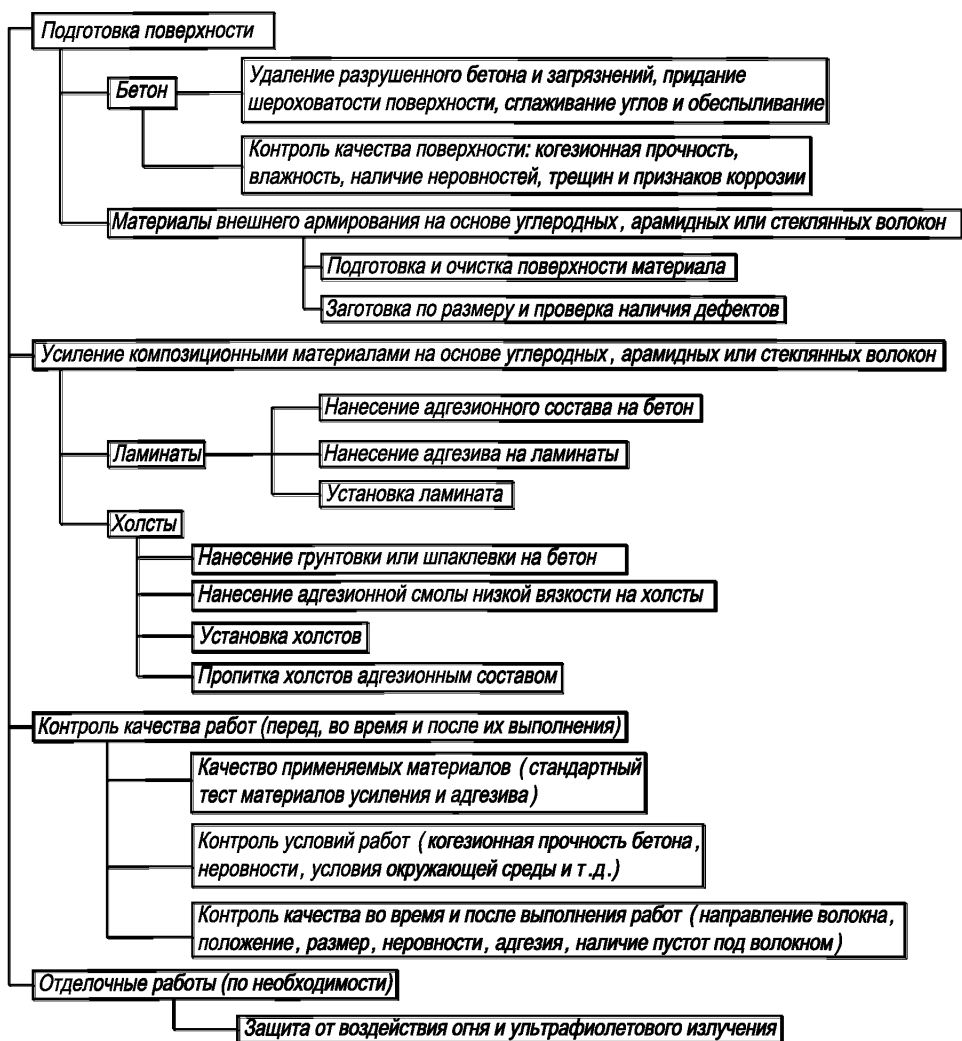 Подготовка поверхности
Бетон
Удаление разрушенного бетона и загрязнений, придание
шероховатости поверхности, сглаживание углов и обеспыливание
Контроль качества поверхности: когезионная прочность,
влажность, наличие неровностей, трещин и признаков коррозии
Материалы внешнего армирования на основе углеродных, арамидных или стеклянных волокон
Подготовка и очистка поверхности материала
Заготовка по размеру и проверка наличия дефектов
Усиление композиционными материалами на основе углеродных, арамидных или стеклянных волокон
Ламинаты
Нанесение адгезионного состава на бетон
Нанесение адгезива на ламинаты
Установка ламината
Холсты
Нанесение грунтовки или шпаклевки на бетон
Нанесение адгезионной смолы низкой вязкости на холсты
Установка холстов
Пропитка холстов адгезионным составом
Контроль качества работ (перед, во время и после их выполнения)
Качество применяемых материалов (стандартный
тест материалов усиления и адгезива)
Контроль условий работ (когезионная прочность бетона,
неровности, условия окружающей среды и т.д.)
Контроль качества во время и после выполнения работ (направление волокна,
положение, размер, неровности, адгезия, наличие пустот под волокном)
Отделочные работы (по необходимости)
Защита от воздействия огня и ультрафиолетового излучения